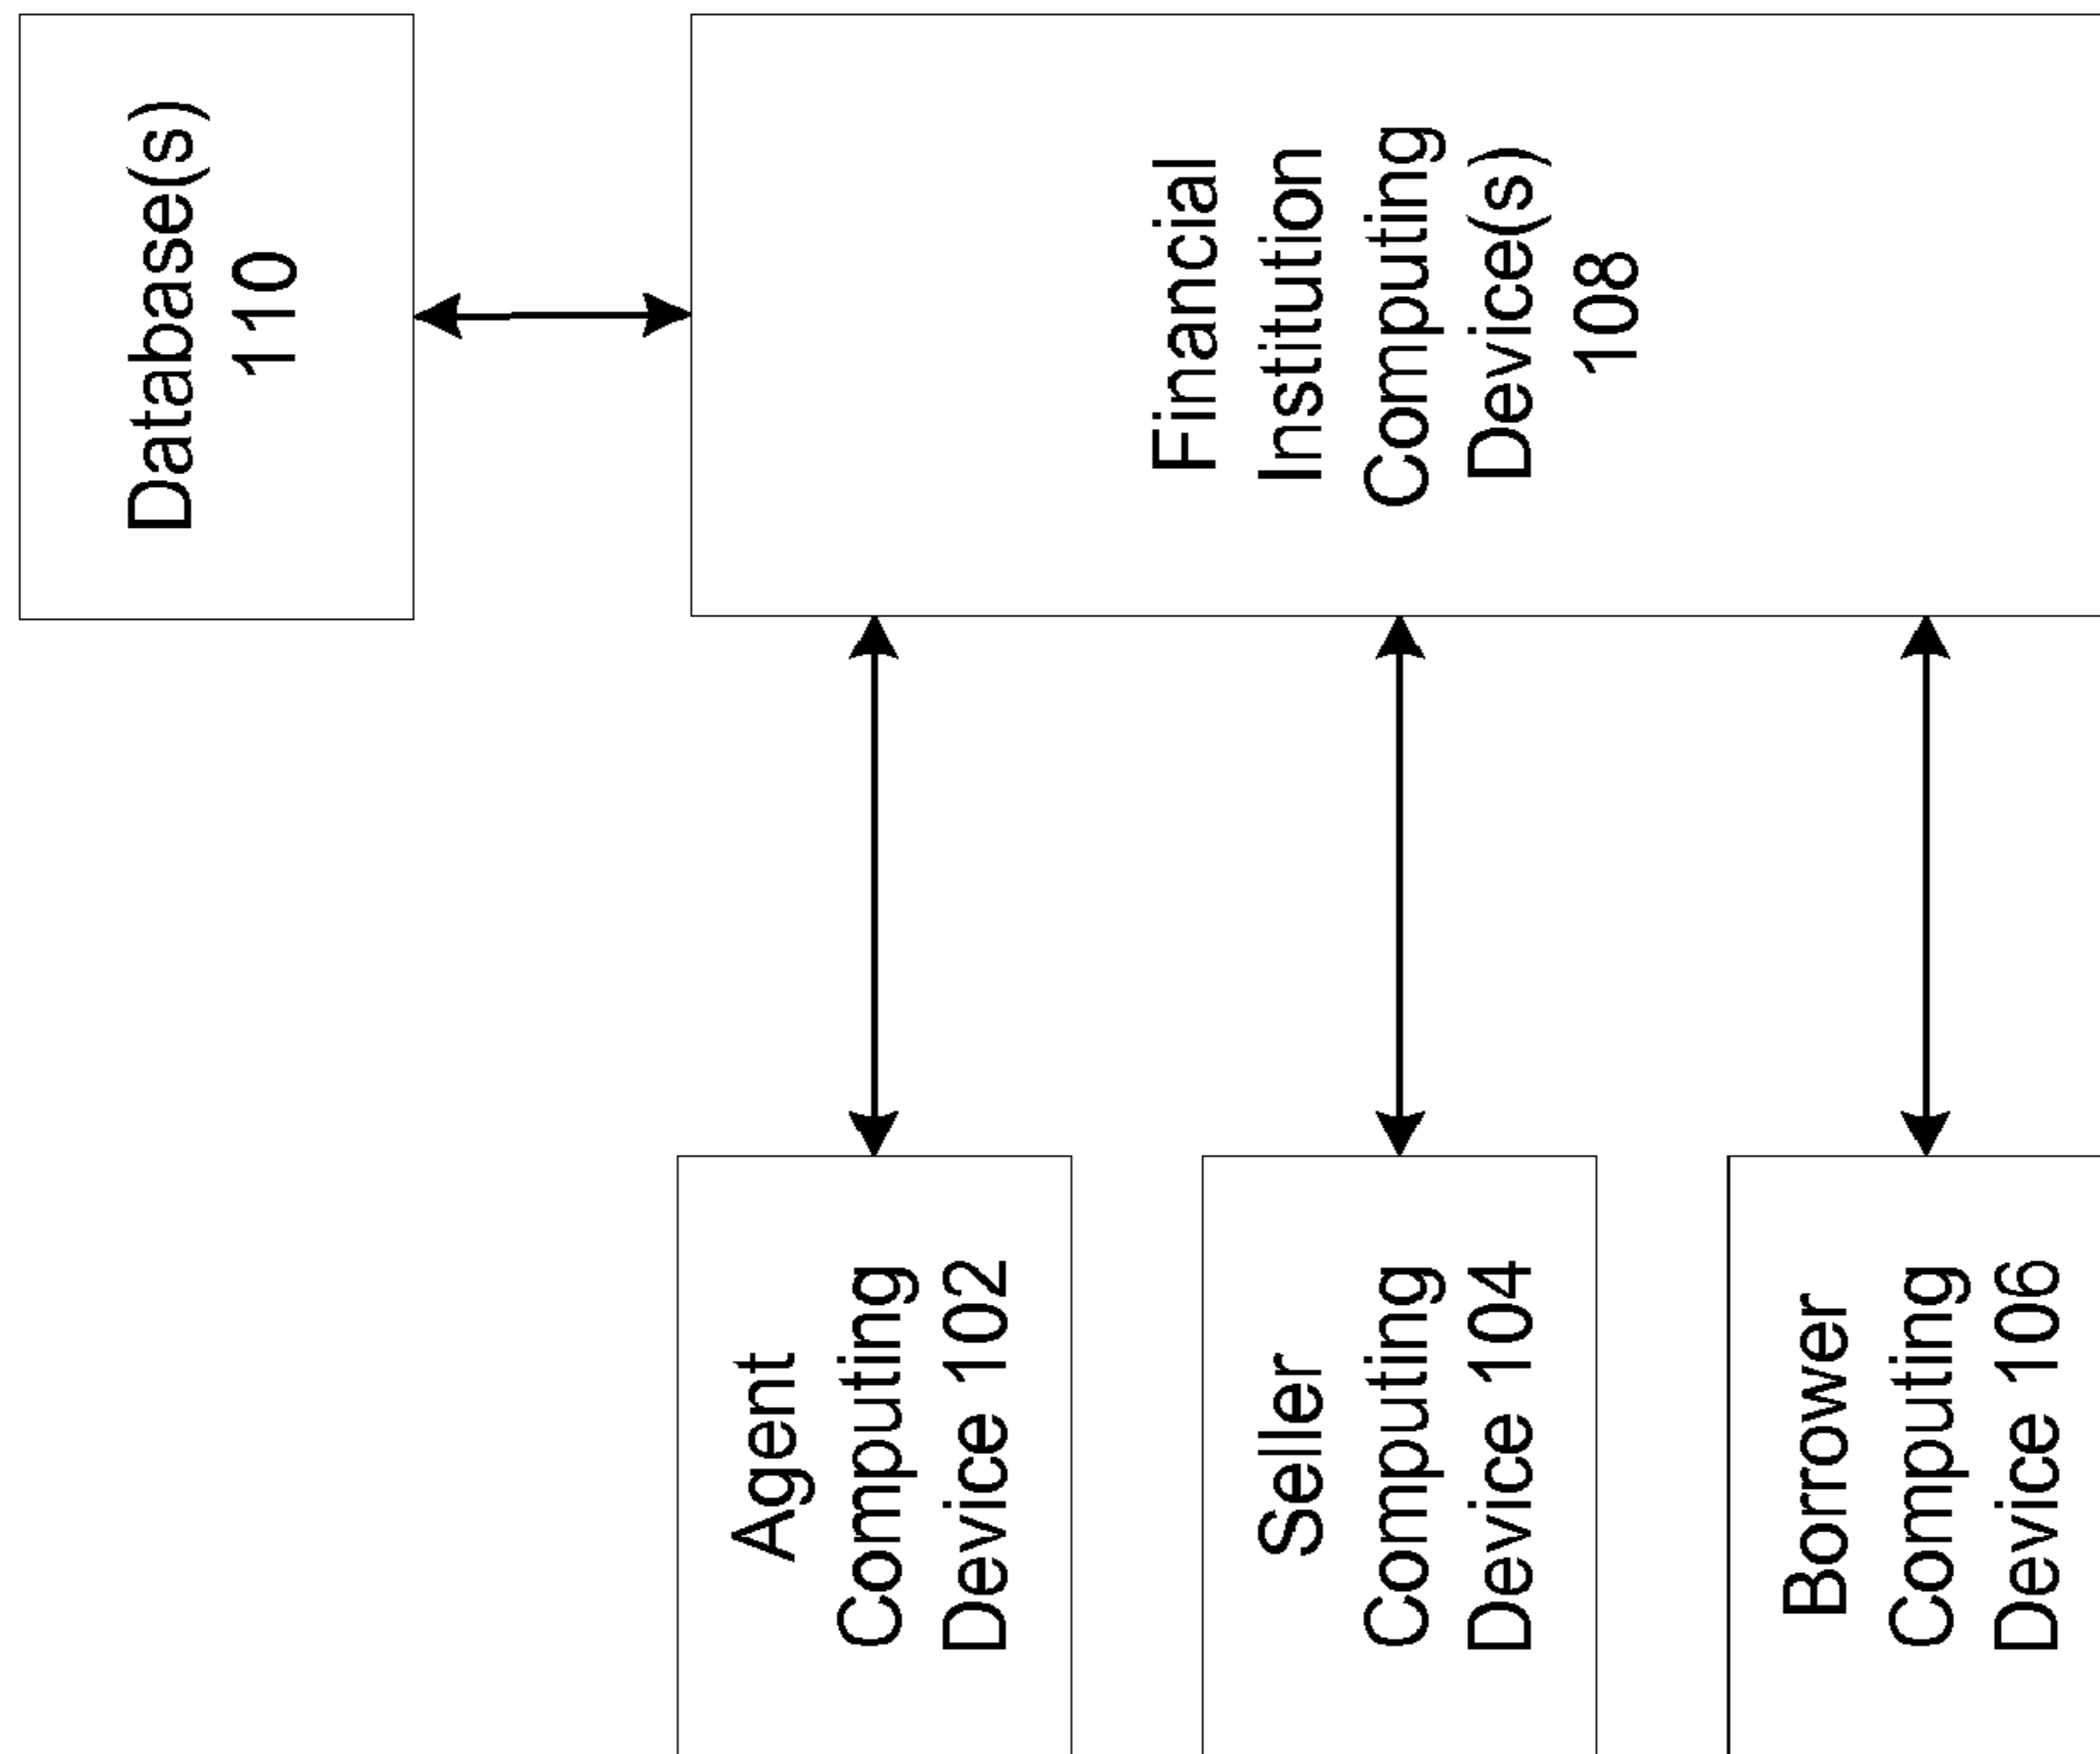 Database(s)
110
Financial
Institution
Computing
Device(s)
108
Agent
Computing
Device 102
Seller
Computing
Device 104
Borrower
Computing
Device 106